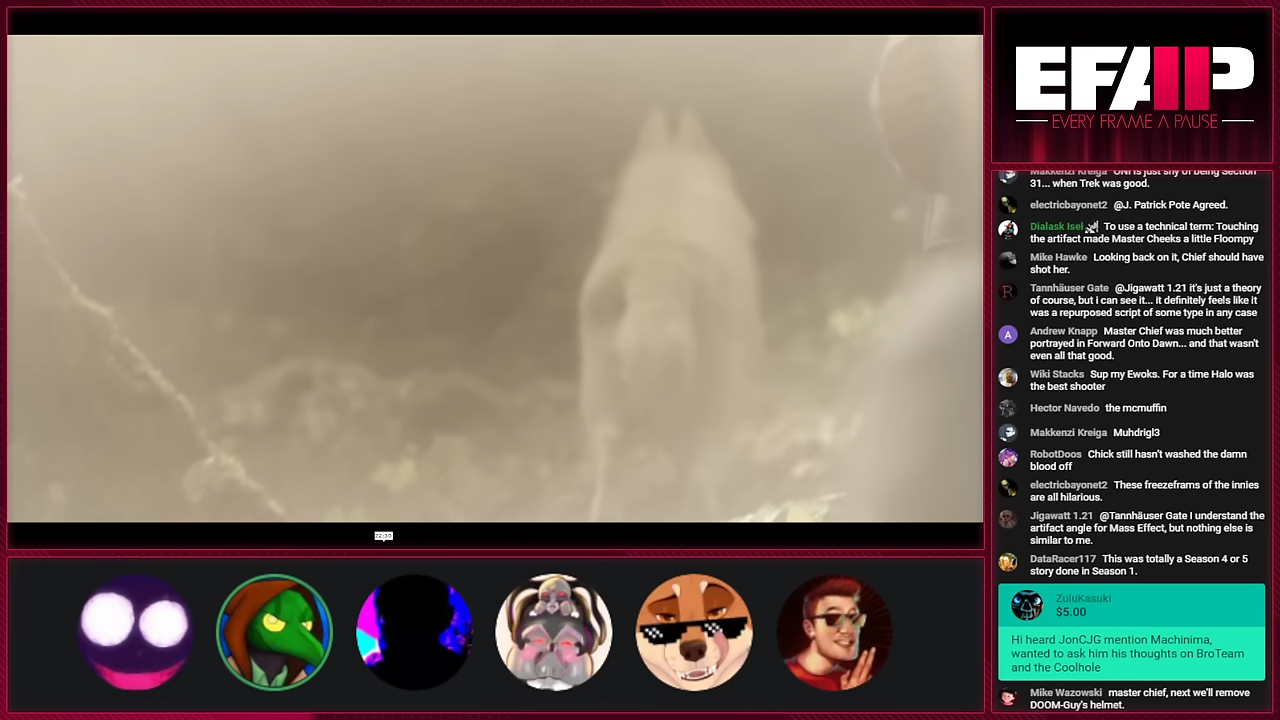 EFAP
EVERY FRAME A PAUSE
Makkenzi Kreiga ONI is just shy of being Section
31... when Trek was good.
electricbayonet2 @J. Patrick Pote Agreed.
Dialask Isel To use a technical term: Touching
the artifact made Master Cheeks a little Floompy
Mike Hawke Looking back on it, Chief should have
shot her.
Tannhäuser Gate @Jigawatt 1.21 it's just a theory
of course, but i can see it... it definitely feels like it
was a repurposed script of some type in any case
Andrew Knapp Master Chief was much better
portrayed in Forward Onto Dawn... and that wasn't
even all that good.
Wiki Stacks Sup my Ewoks. For a time Halo was
the best shooter
Hector Navedo the mcmuffin
Makkenzi Kreiga Muhdrigl3
RobotDoos Chick still hasn't washed the damn
blood off
electricbayonet2 These freezeframs of the innies
are all hilarious.
Jigawatt 1.21 @Tannhäuser Gate I understand the
artifact angle for Mass Effect, but nothing else is
similar to me.
DataRacer117 This was totally a Season 4 or 5
story done in Season 1.
ZuluKasuki
$5.00
Hi heard JonCJG mention Machinima,
wanted to ask him his thoughts on BroTeam
and the Coolhole
Mike Wazowski master chief, next we'll remove
DOOM-Guy's helmet.
22:30
R
A